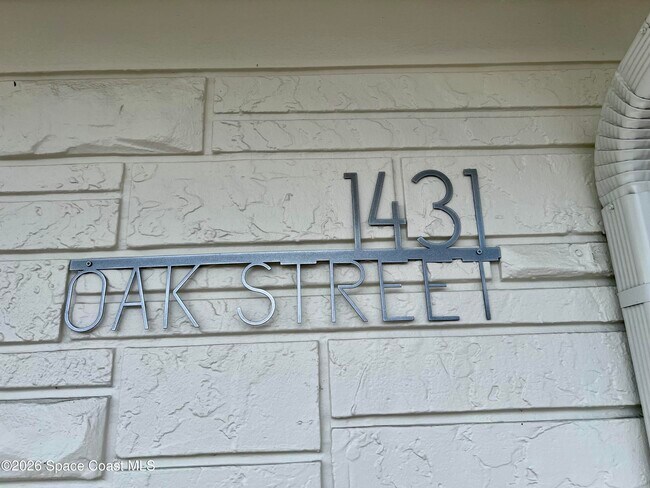 1431
OAK STREET
©2026 Space Coast MLS